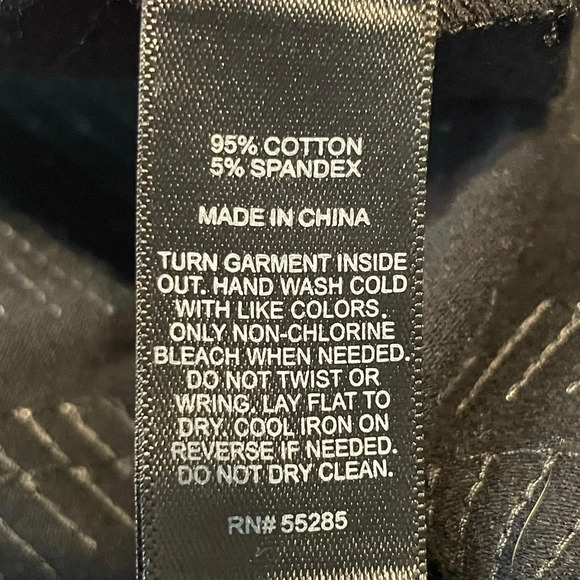 95% COTTON
5% SPANDEX
MADE IN CHINA
TURN GARMENT INSIDE
OUT. HAND WASH COLD
WITH LIKE COLORS.
ONLY NON-CHLORINE
BLEACH WHEN NEEDED.
DO NOT TWIST OR
WRING. LAY FLAT TO
DRY. COOL IRON ON
REVERSE IF NEEDED.
DO NOT DRY CLEAN.
RN# 55285